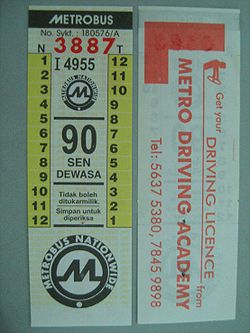 METROBUS
No. Sykt. : 180576/A
N 3887 T
I 4955
1 12
2 11
3 10
4 9
5 8
6 7
7 6
8 5
9 4
10 3
11 2
12 1
METROBUS NATIONWIDE
M
90
SEN
DEWASA
Tidak boleh
ditukarmilik.
Simpan untuk
diperiksa
METROBUS NATIONWIDE
M
Get your DRIVING LICENCE from
METRO DRIVING ACADEMY
Tel: 5637 5380, 7845 9898